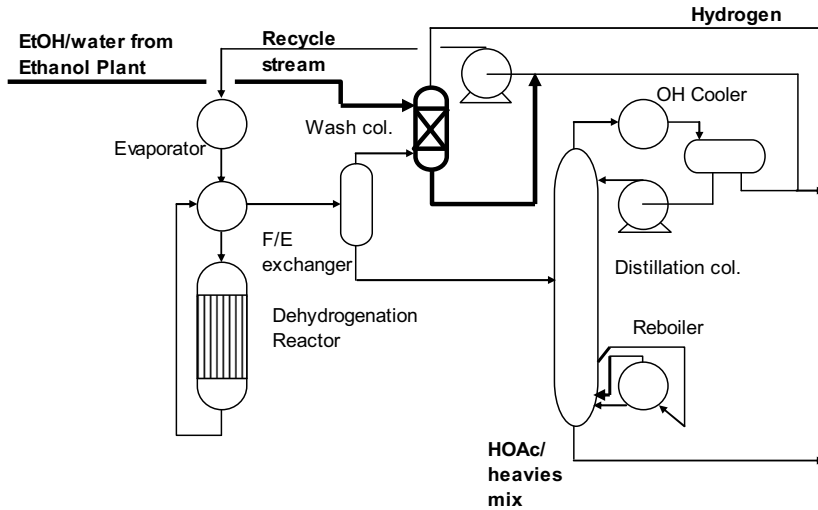 Hydrogen
EtOH/water from
Ethanol Plant
Recycle
stream
OH Cooler
Wash col.
Evaporator
F/E
exchanger
Distillation col.
Dehydrogenation
Reactor
Reboiler
HOAc/
heavies
mix